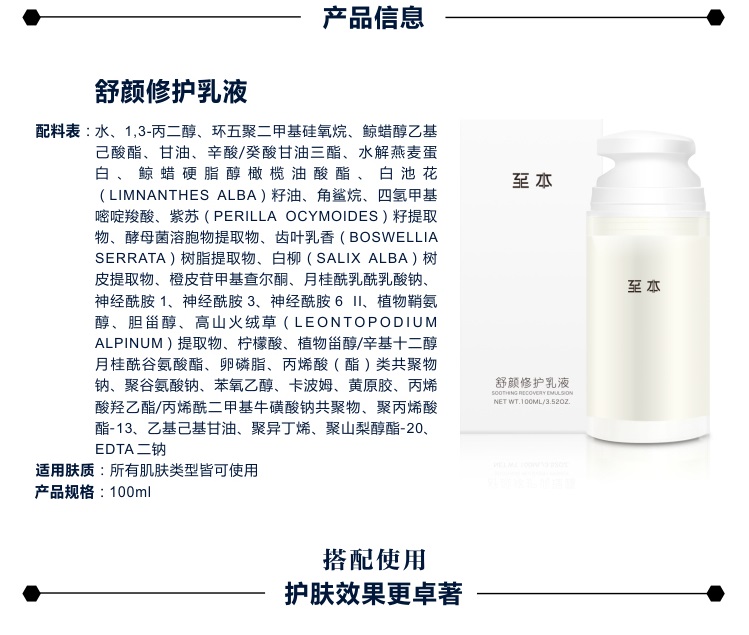 产品信息
舒颜修护乳液
配料表：水、1,3-丙二醇、环五聚二甲基硅氧烷、鲸蜡醇乙基
己酸酯、甘油、辛酸/癸酸甘油三酯、水解燕麦蛋
白、鲸蜡硬脂醇橄榄油酸酯、白池花
（LIMNANTHES ALBA）籽油、角鲨烷、四氢甲基
嘧啶羧酸、紫苏（PERILLA OCYMOIDES）籽提取
物、酵母菌溶胞物提取物、齿叶乳香（BOSWELLIA
SERRATA）树脂提取物、白柳（SALIX ALBA）树
皮提取物、橙皮苷甲基查尔酮、月桂酰乳酰乳酸钠、
神经酰胺 1、神经酰胺 3、神经酰胺 6 II、植物鞘氨
醇、胆甾醇、高山火绒草（LEONTOPODIUM
ALPINUM）提取物、柠檬酸、植物甾醇/辛基十二醇
月桂酰谷氨酸酯、卵磷脂、丙烯酸（酯）类共聚物
钠、聚谷氨酸钠、苯氧乙醇、卡波姆、黄原胶、丙烯
酸羟乙酯/丙烯酰二甲基牛磺酸钠共聚物、聚丙烯酸
酯-13、乙基己基甘油、聚异丁烯、聚山梨醇酯-20、
EDTA 二钠
适用肤质：所有肌肤类型皆可使用
产品规格：100ml
至本
至本
舒颜修护乳液
SOOTHING RECOVERY EMULSION
NET WT.100ML/3.52OZ.
搭配使用
护肤效果更卓著